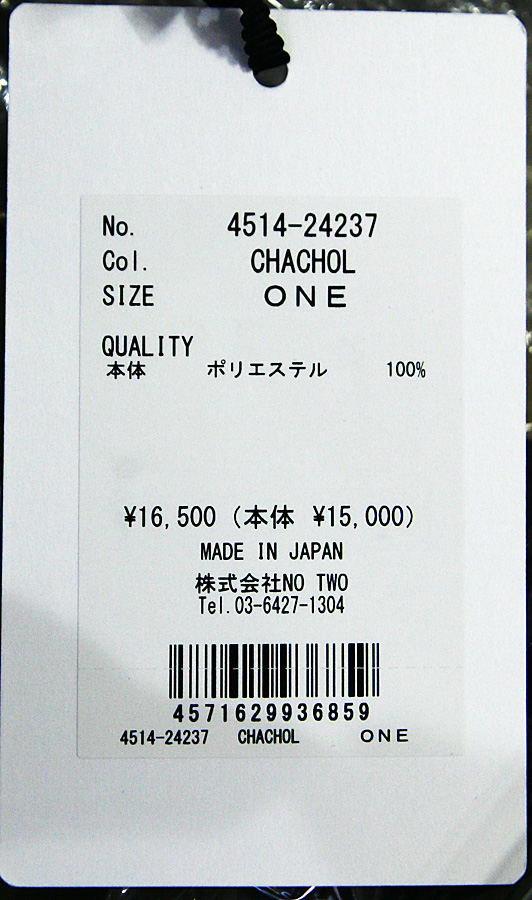 No. 4514-24237
Col. CHACHOL
SIZE ONE
QUALITY
本体 ポリエステル 100%
¥16,500 (本体 ¥15,000)
MADE IN JAPAN
株式会社NO TWO
Tel.03-6427-1304
4571629936859
4514-24237 CHACHOL ONE